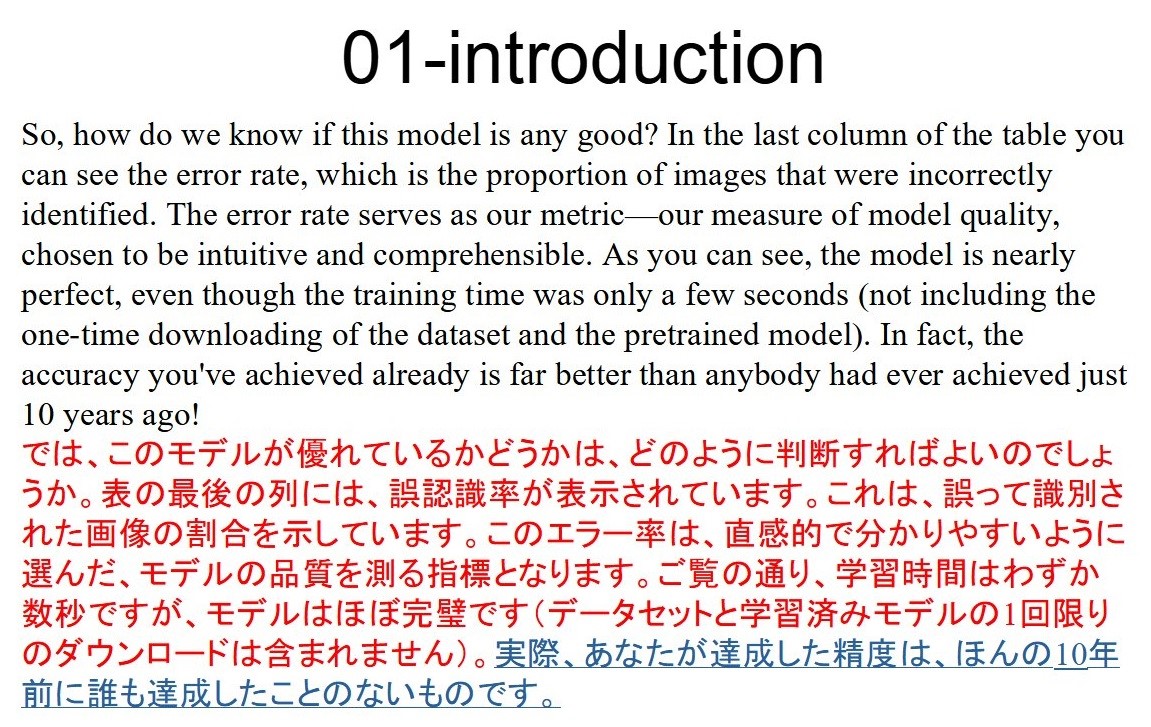 01-introduction
So, how do we know if this model is any good? In the last column of the table you
can see the error rate, which is the proportion of images that were incorrectly
identified. The error rate serves as our metric—our measure of model quality,
chosen to be intuitive and comprehensible. As you can see, the model is nearly
perfect, even though the training time was only a few seconds (not including the
one-time downloading of the dataset and the pretrained model). In fact, the
accuracy you've achieved already is far better than anybody had ever achieved just
10 years ago!
では、このモデルが優れているかどうかは、どのように判断すればよいのでしょ
うか。表の最後の列には、誤認識率が表示されています。これは、誤って識別さ
れた画像の割合を示しています。このエラー率は、直感的で分かりやすいように
選んだ、モデルの品質を測る指標となります。ご覧の通り、学習時間はわずか
数秒ですが、モデルはほぼ完璧です（データセットと学習済みモデルの1回限り
のダウンロードは含まれません）。実際、あなたが達成した精度は、ほんの10年
前に誰も達成したことのないものです。